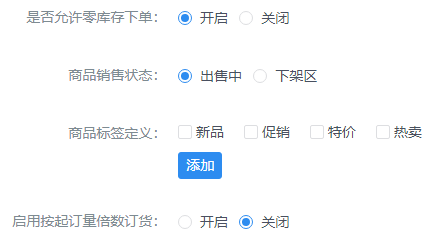 是否允许零库存下单： 开启 关闭
商品销售状态： 出售中 下架区
商品标签定义： 新品 促销 特价 热卖
添加
启用按起订量倍数订货： 开启 关闭